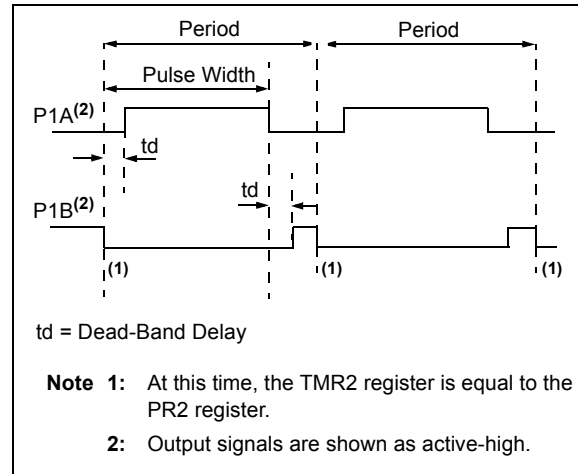 Period Period
Pulse Width
P1A(2)
td
td
P1B(2)
(1) (1) (1)
td = Dead-Band Delay
Note 1: At this time, the TMR2 register is equal to the
PR2 register.
2: Output signals are shown as active-high.